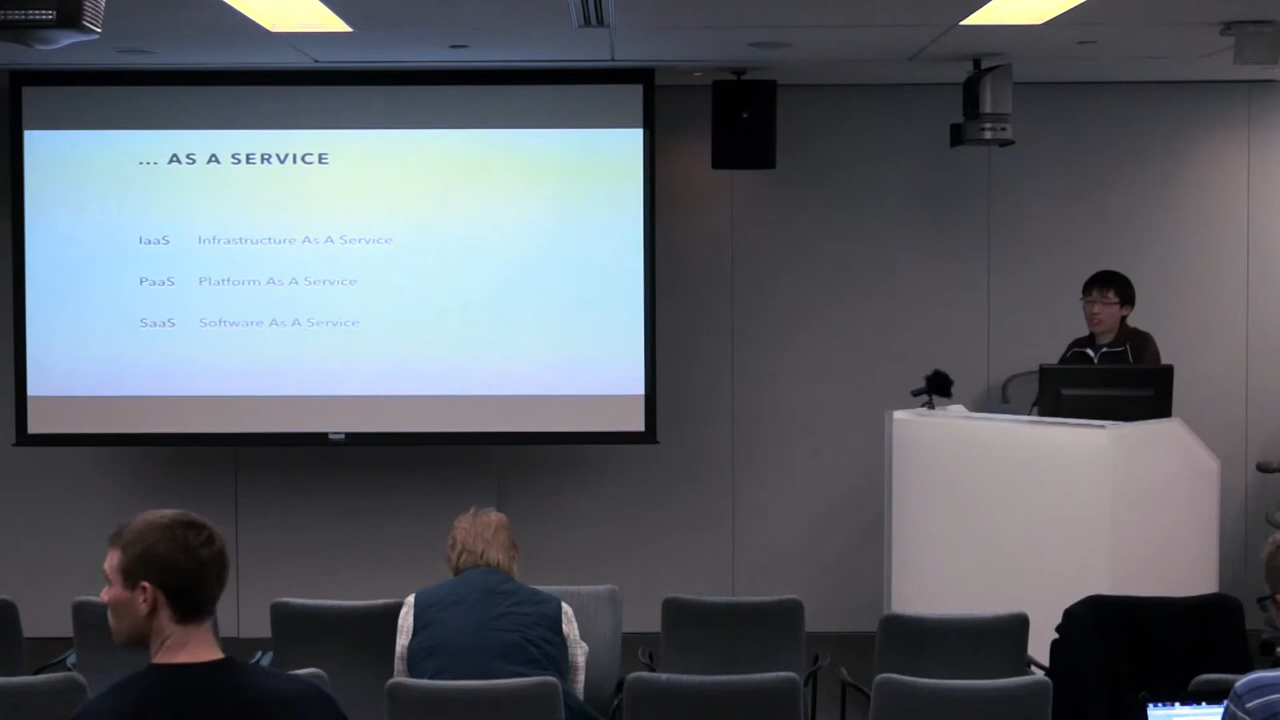 ... AS A SERVICE
IaaS Infrastructure As A Service
PaaS Platform As A Service
SaaS Software As A Service